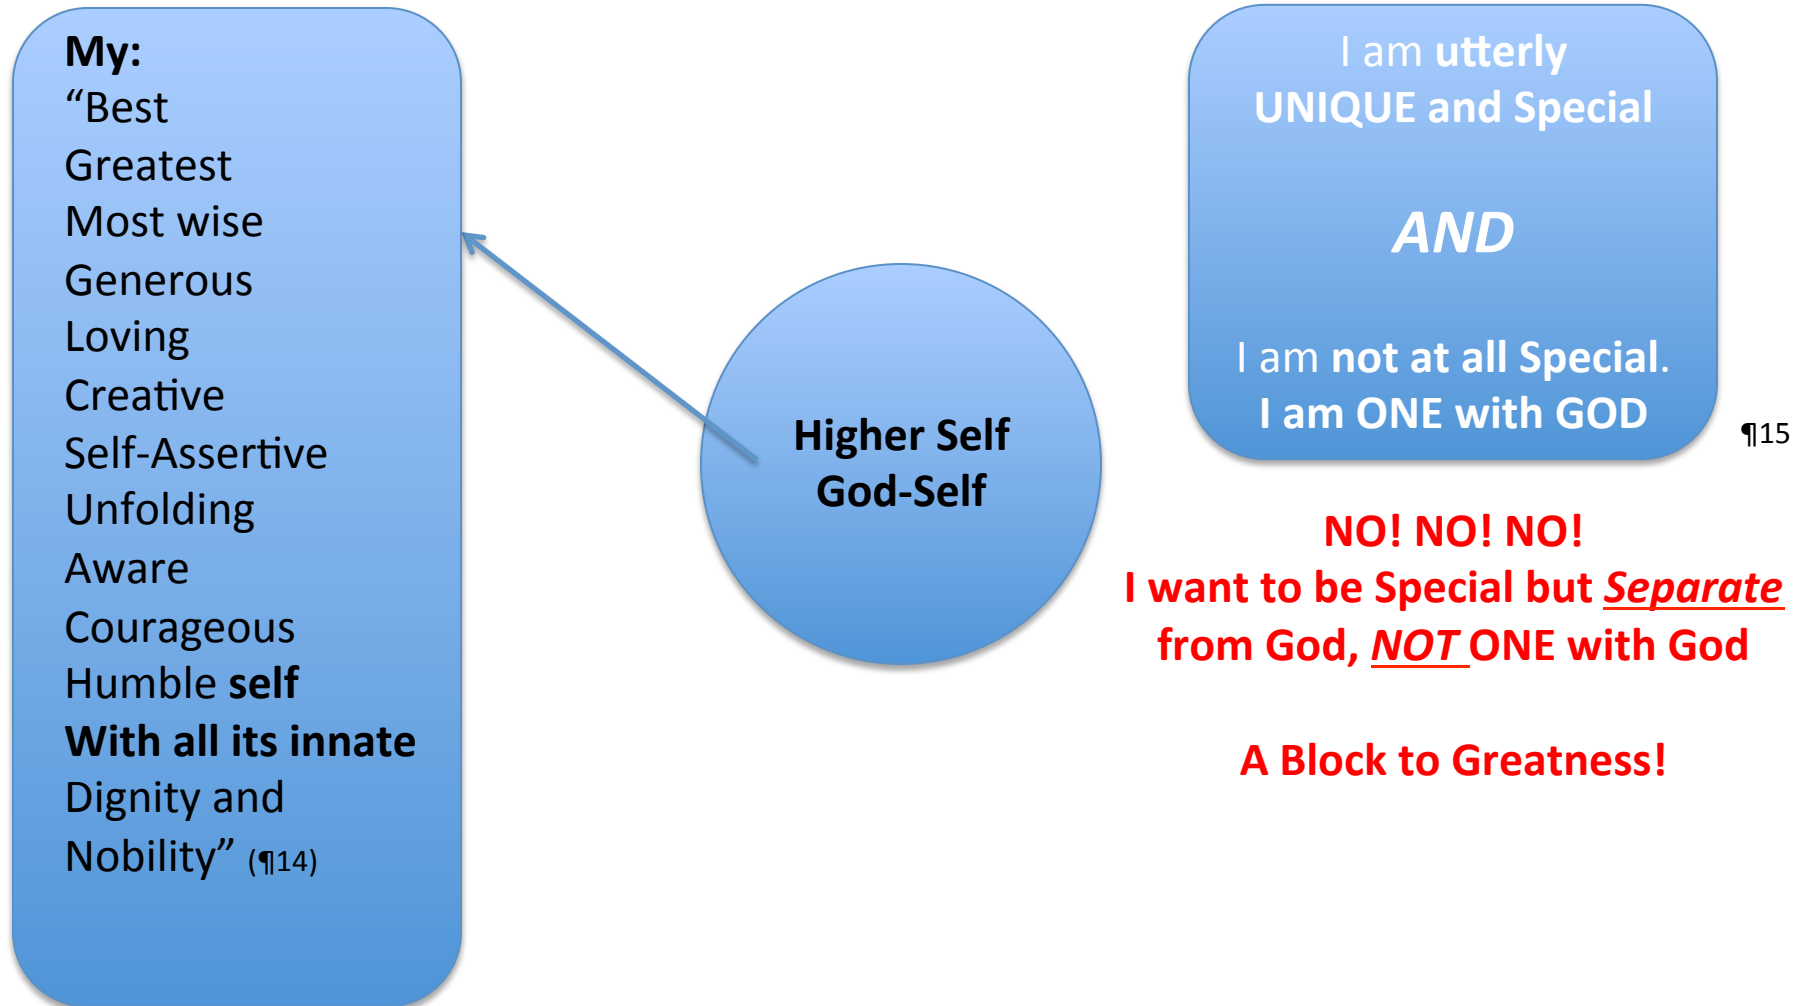 My:
“Best
Greatest
Most wise
Generous
Loving
Creative
Self-Assertive
Unfolding
Aware
Courageous
Humble self
With all its innate
Dignity and
Nobility” (¶14)
Higher Self
God-Self
I am utterly
UNIQUE and Special
AND
I am not at all Special.
I am ONE with GOD
¶15
NO! NO! NO!
I want to be Special but Separate
from God, NOT ONE with God
A Block to Greatness!